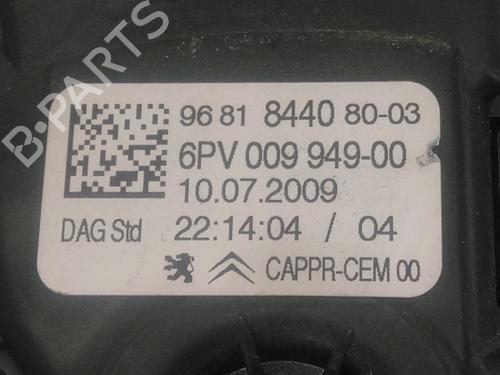 B-PARTS
96 81 8440 80-03
6PV 009 949-00
10.07.2009
DAG Std 22:14:04 / 04
CAPPR-CEM 00